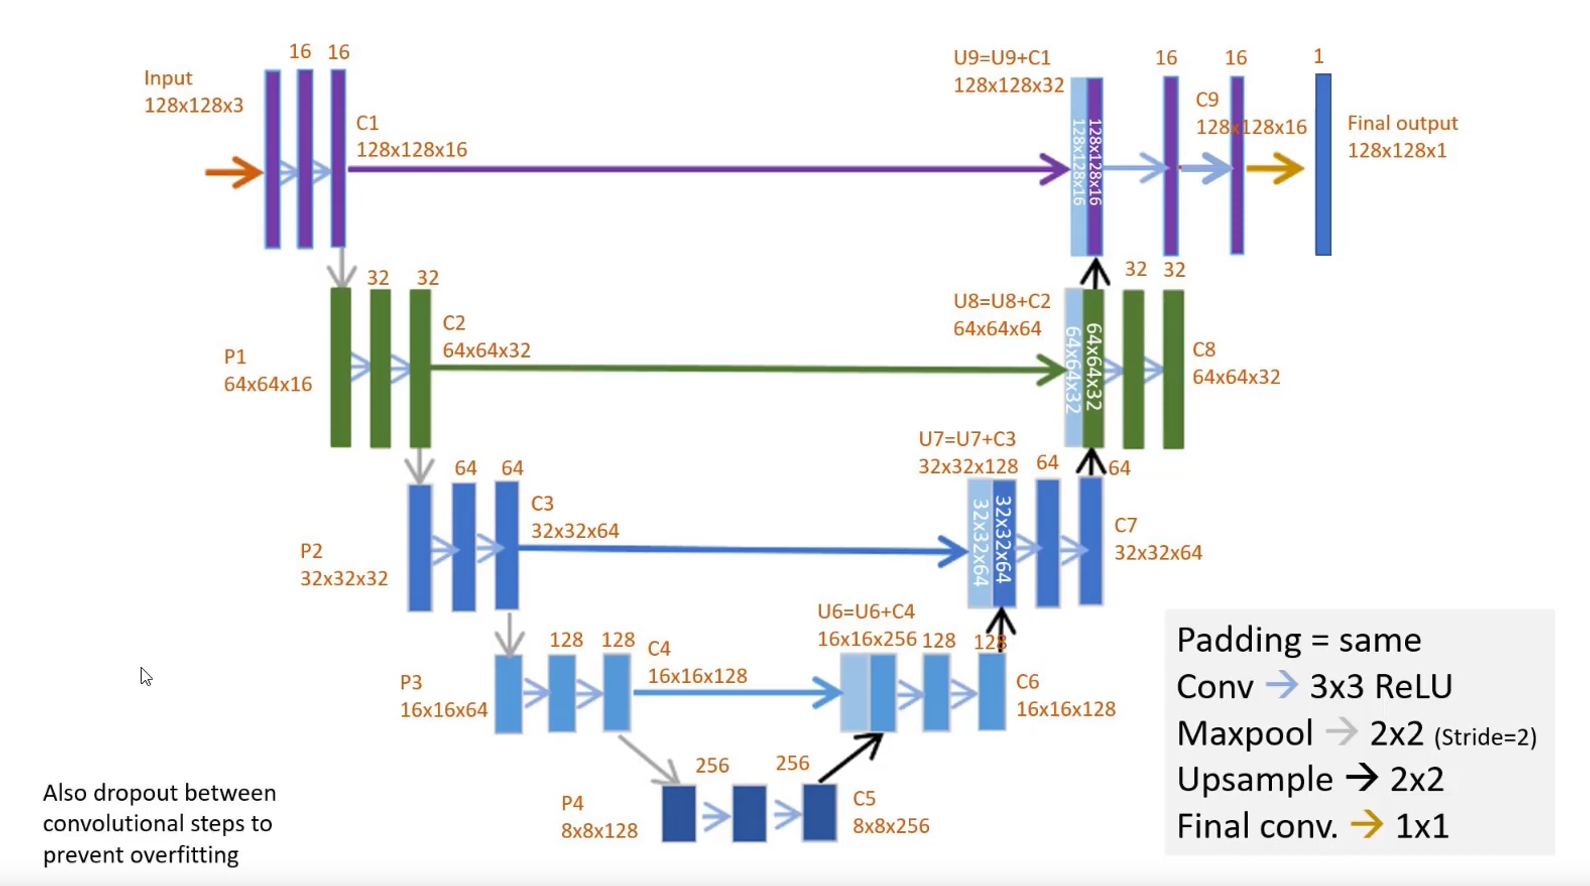 16 16
Input
128x128x3
C1
128x128x16
U9=U9+C1
128x128x32
128x128x16
128x128x16
16
16
C9
128x128x16
1
Final output
128x128x1
P1
64x64x16
32
32
C2
64x64x32
U8=U8+C2
64x64x64
64x64x32
64x64x32
32 32
C8
64x64x32
P2
32x32x32
64
64
C3
32x32x64
U7=U7+C3
32x32x128
32x32x64
32x32x64
64
64
C7
32x32x64
P3
16x16x64
128
128
C4
16x16x128
U6=U6+C4
16x16x256
128
128
C6
16x16x128
P4
8x8x128
256
256
C5
8x8x256
Also dropout between
convolutional steps to
prevent overfitting
Padding = same
Conv → 3x3 ReLU
Maxpool → 2x2 (Stride=2)
Upsample → 2x2
Final conv. → 1x1